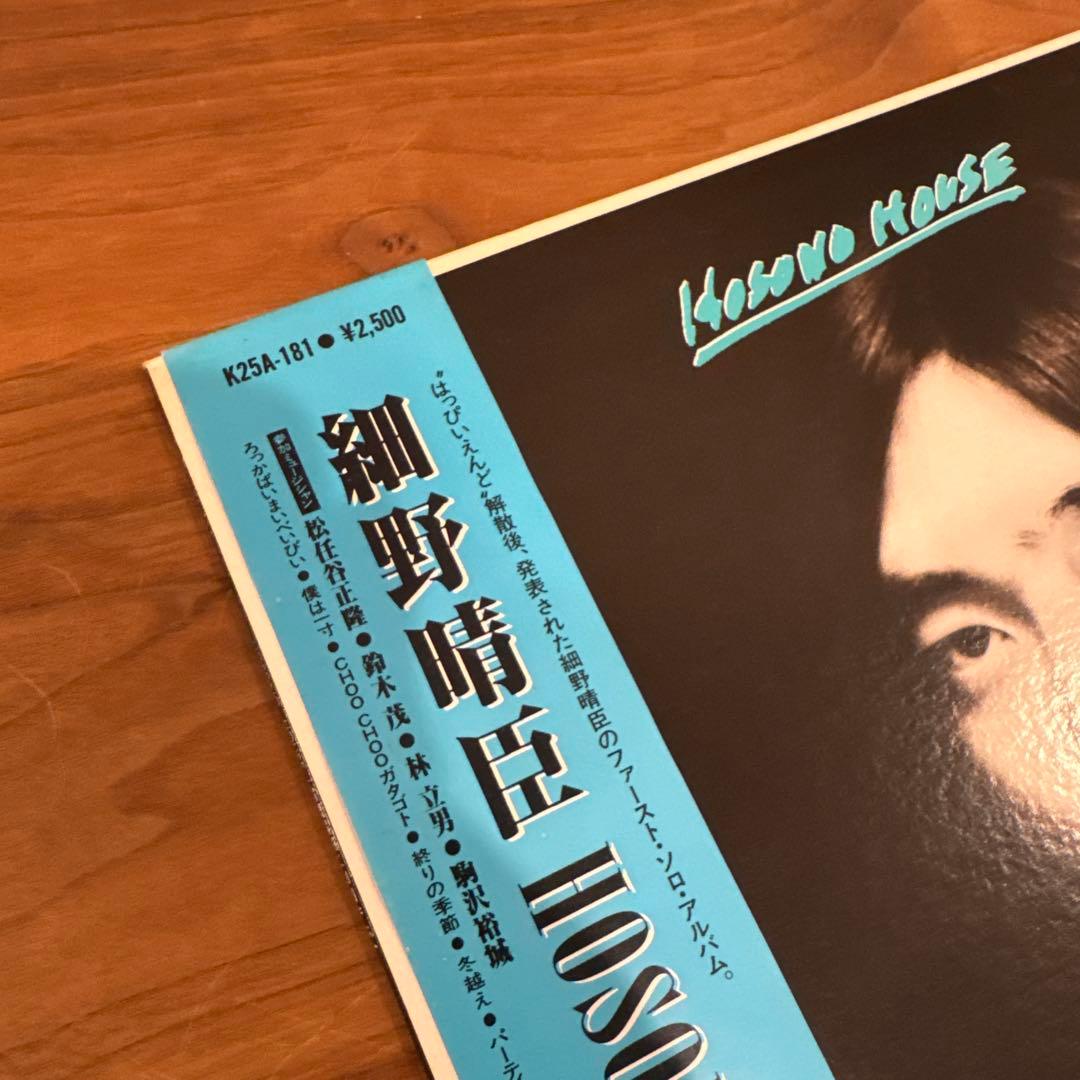 HOSONO HOUSE
K25A-181●¥2,500
"はっぴいえんど"解散後、発表された細野晴臣のファースト・ソロ・アルバム。
細野晴臣 HOSO
参加ミュージシャン 松任谷正隆●鈴木 茂●林 立男●駒沢裕城
ろっかばいまいべいびい●僕は一寸●CHOO CHOOガタゴト●終りの季節●冬越え●パーティ